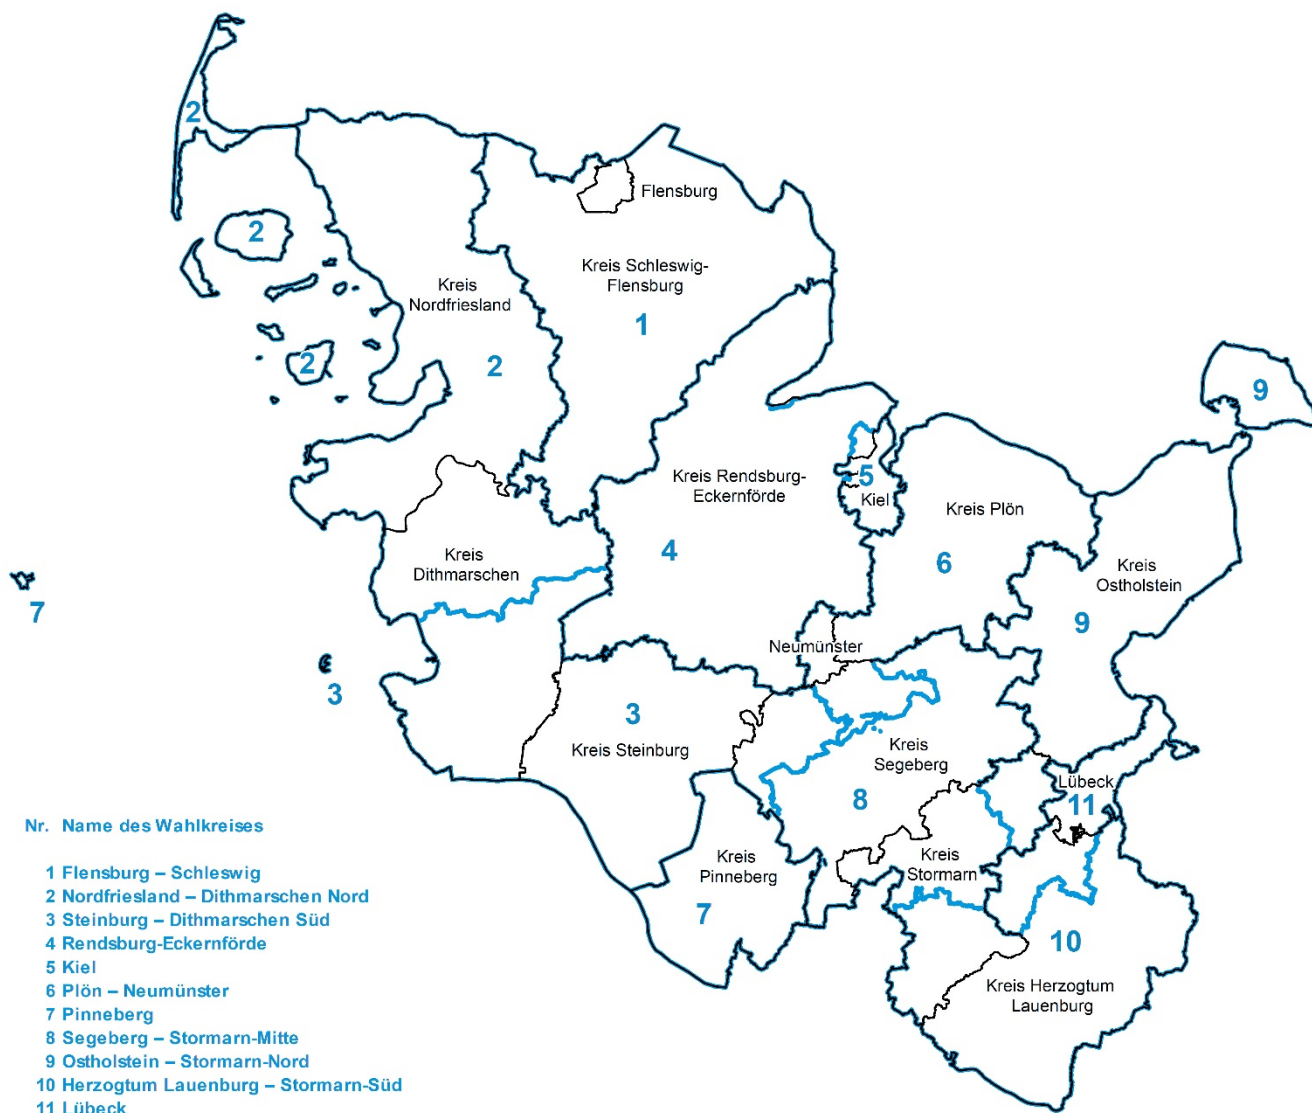 2
Flensburg
2
Kreis Schleswig-
Flensburg
Kreis
Nordfriesland
1
2
2
9
Kreis Rendsburg-
Eckernförde
5
Kiel
Kreis Plön
4
Kreis
Dithmarschen
6
Kreis
Ostholstein
7
9
Neumünster
3
3
Kreis Steinburg
Kreis
Segeberg
8
Lübeck
11
Kreis
Pinneberg
Kreis
Stormarn
7
10
Kreis Herzogtum
Lauenburg
Nr. Name des Wahlkreises
1 Flensburg – Schleswig
2 Nordfriesland – Dithmarschen Nord
3 Steinburg – Dithmarschen Süd
4 Rendsburg-Eckernförde
5 Kiel
6 Plön – Neumünster
7 Pinneberg
8 Segeberg – Stormarn-Mitte
9 Ostholstein – Stormarn-Nord
10 Herzogtum Lauenburg – Stormarn-Süd
11 Lübeck